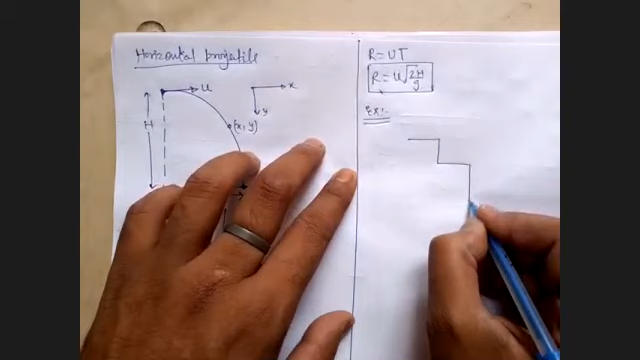 Horizontal projectile
u
x
y
H
(x, y)
R = UT
R = u√2H/g
Ex:-